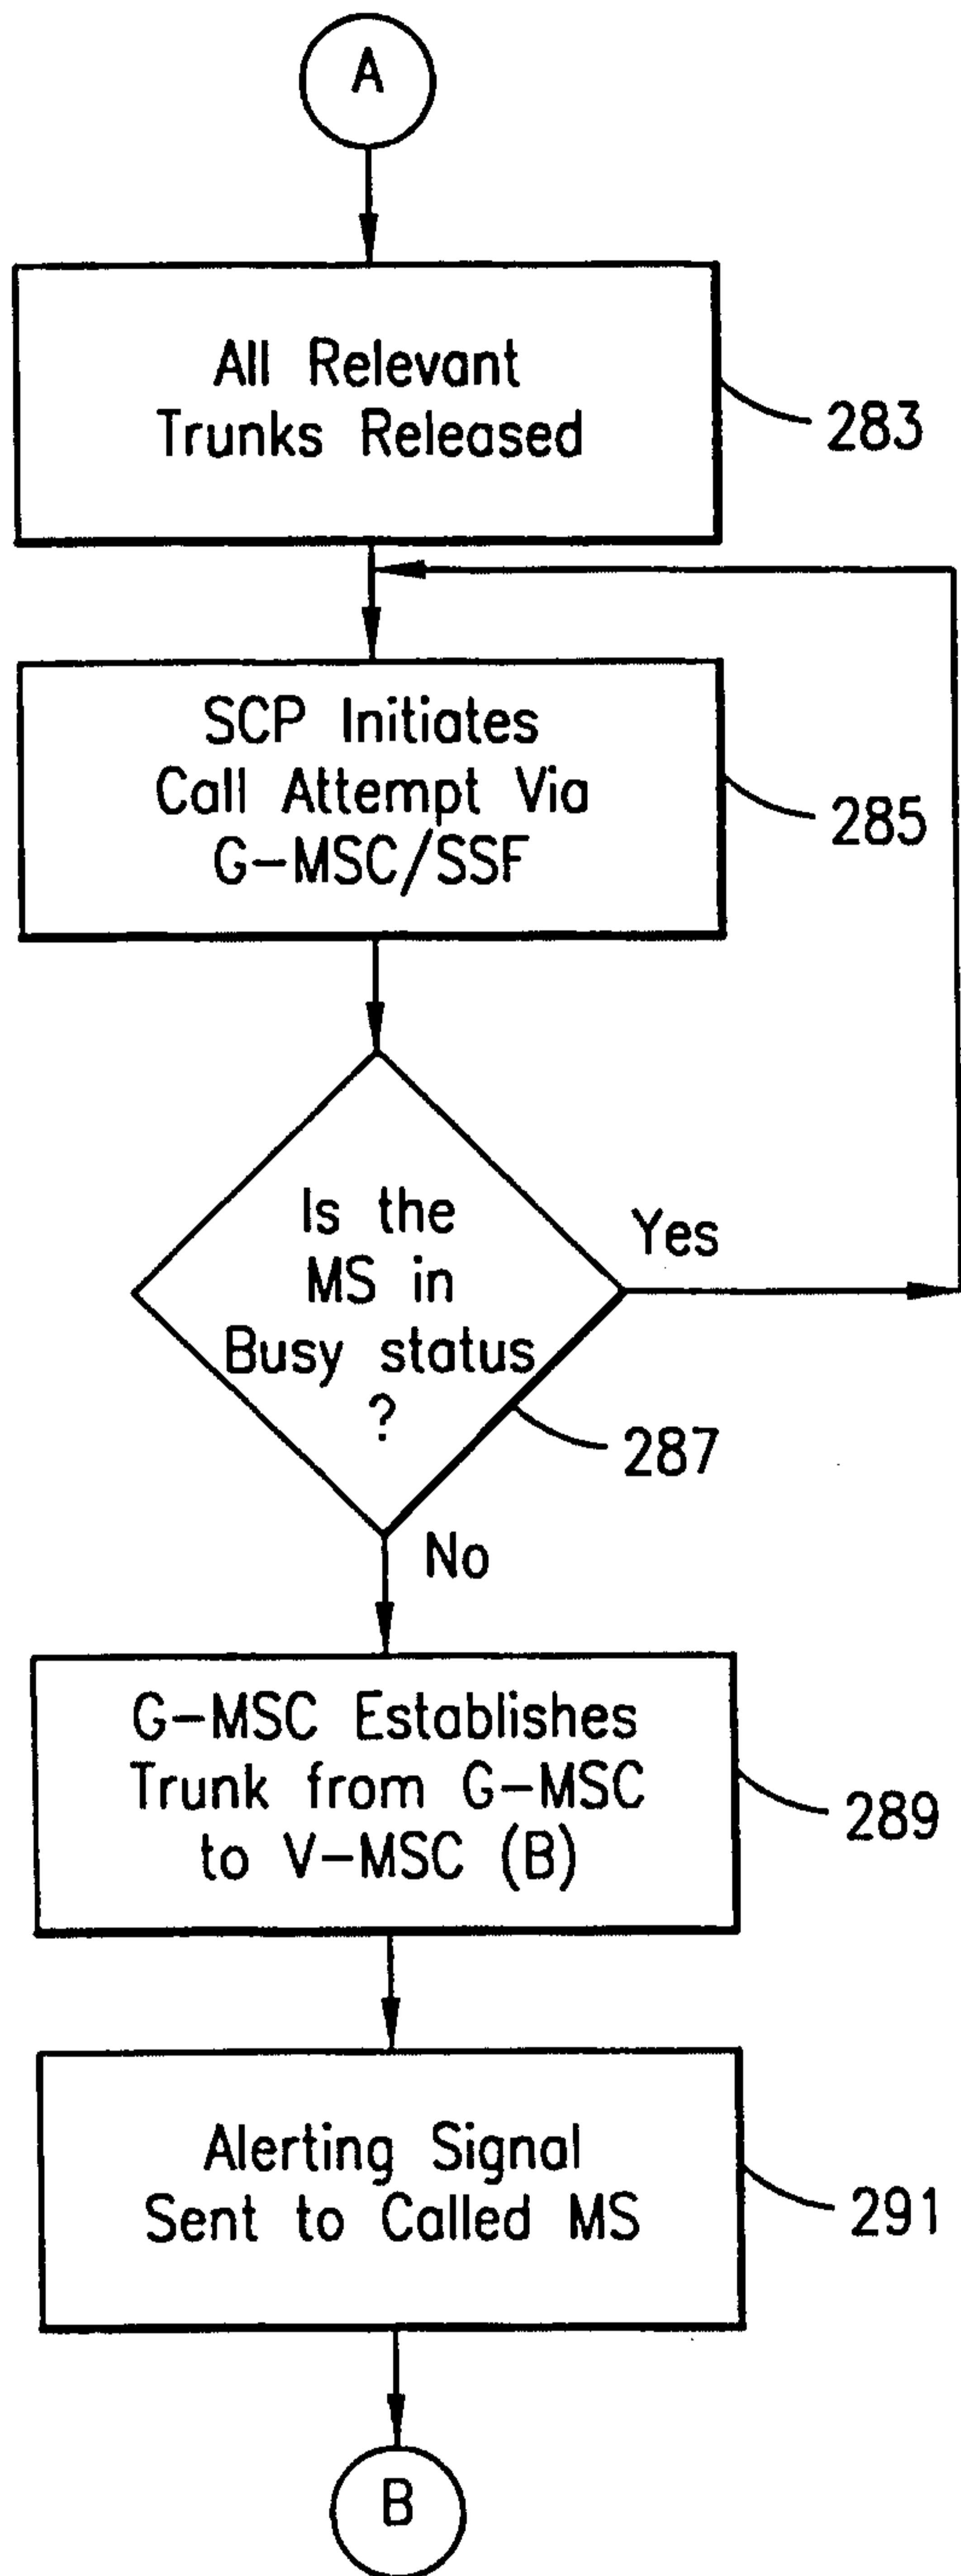 A
All Relevant
Trunks Released
283
SCP Initiates
Call Attempt Via
G-MSC/SSF
285
Is the
MS in
Busy status
?
Yes
287
No
G-MSC Establishes
Trunk from G-MSC
to V-MSC (B)
289
Alerting Signal
Sent to Called MS
291
B